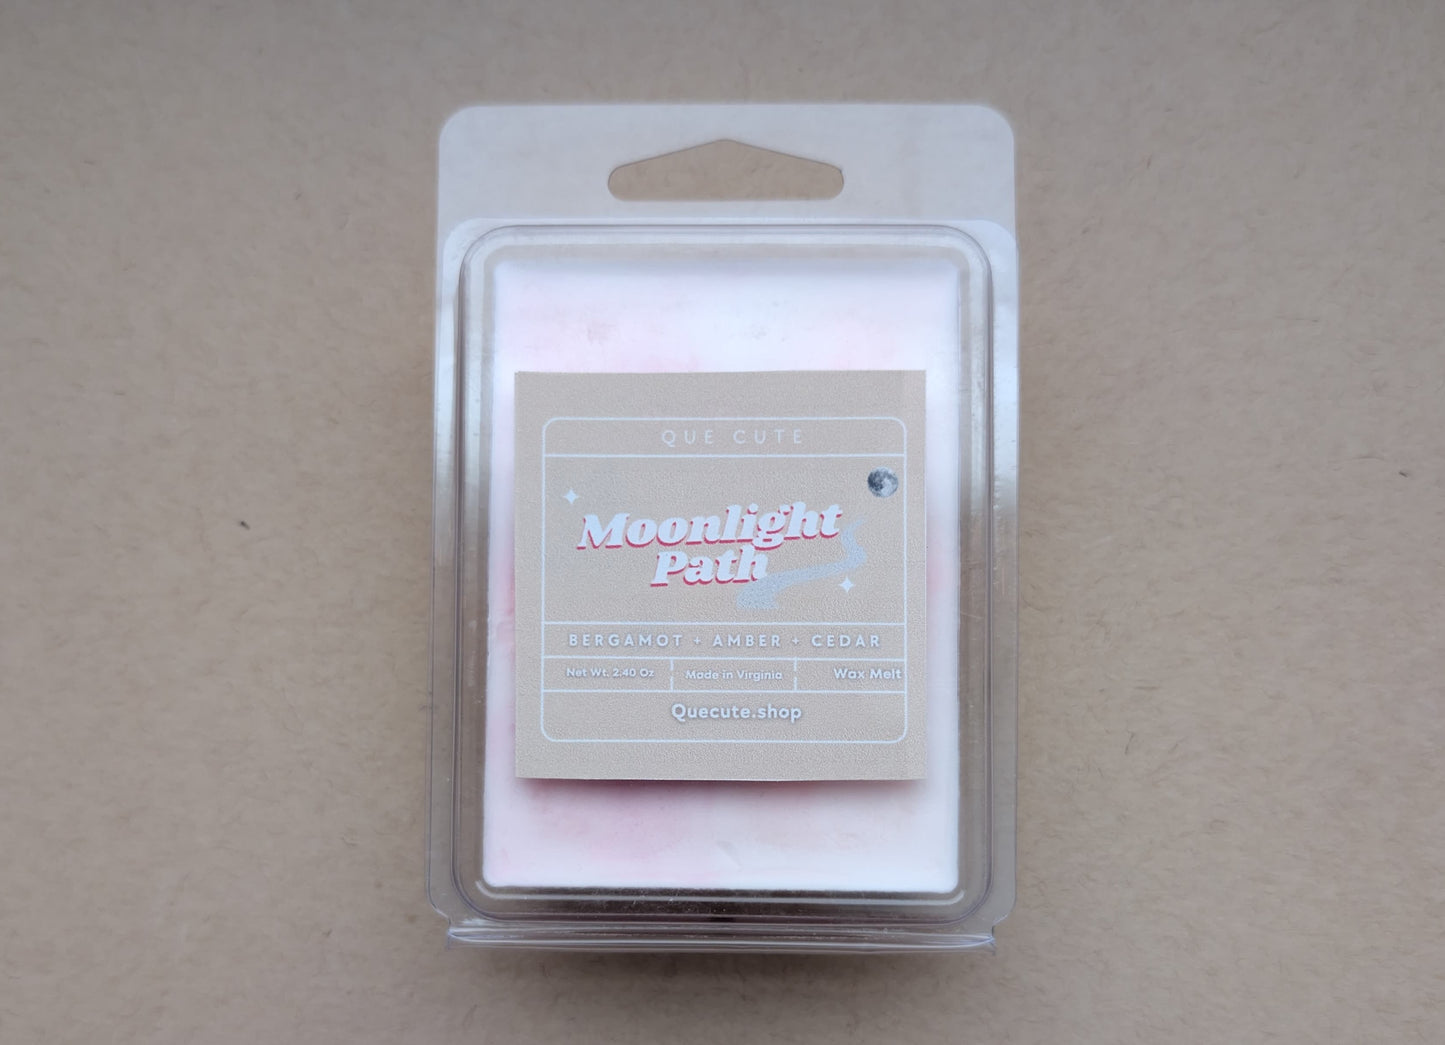 QUE CUTE
Moonlight
Path
BERGAMOT + AMBER + CEDAR
Net Wt. 2.40 Oz
Made in Virginia
Wax Melt
Quecute.shop